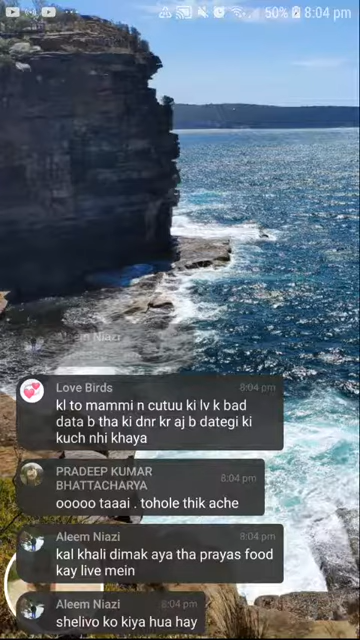 50% 8:04 pm
Aleem Niazi
Love Birds 8:04 pm
kl to mammi n cutuu ki lv k bad
data b tha ki dnr kr aj b dategi ki
kuch nhi khaya
PRADEEP KUMAR
BHATTACHARYA 8:04 pm
ooooo taaai . tohole thik ache
Aleem Niazi 8:04 pm
kal khali dimak aya tha prayas food
kay live mein
Aleem Niazi 8:04 pm
shelivo ko kiya hua hay